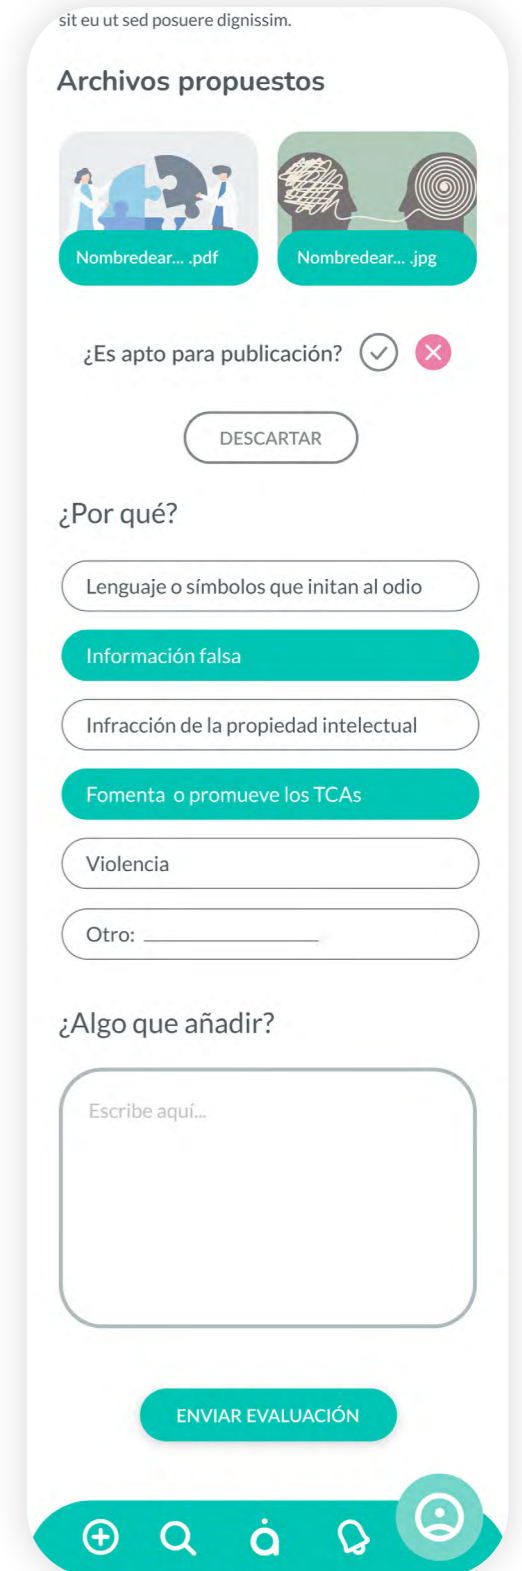 sit eu ut sed posuere dignissim.
Archivos propuestos
Nombredear... .pdf
Nombredear... .jpg
¿Es apto para publicación?
DESCARTAR
¿Por qué?
Lenguaje o símbolos que initan al odio
Información falsa
Infracción de la propiedad intelectual
Fomenta o promueve los TCAs
Violencia
Otro: ________________
¿Algo que añadir?
Escribe aquí...
ENVIAR EVALUACIÓN